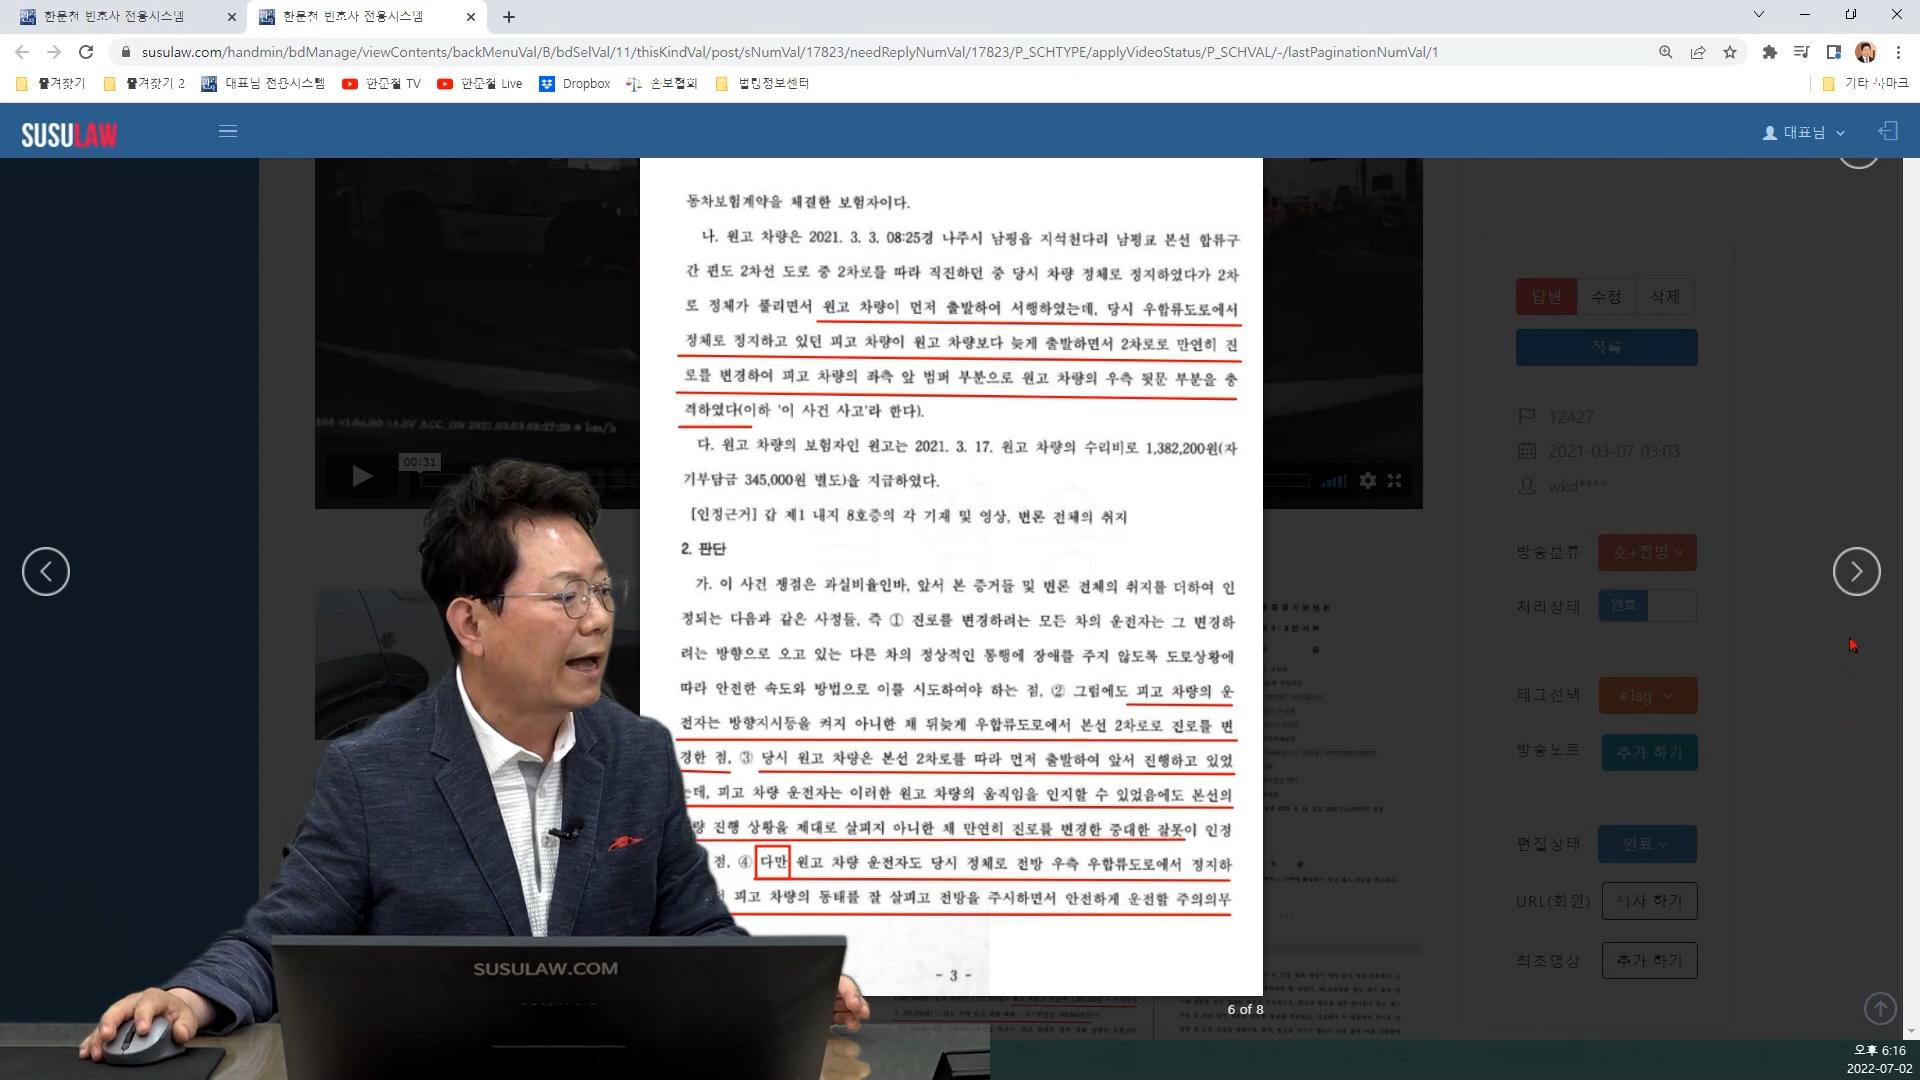 한문철 변호사 전용시스템
한문철 변호사 전용시스템
susulaw.com/handmin/bdManage/viewContents/backMenuVal/B/bdSelVal/11/thisKindVal/post/sNumVal/17823/needReplyNumVal/17823/P_SCHTYPE/applyVideoStatus/P_SCHVAL/-/lastPaginationNumVal/1
즐겨찾기
즐겨찾기 2
대표님 전용시스템
한문철 TV
한문철 Live
Dropbox
손보협회
법률정보센터
기타 북마크
SUSULAW
대표님
동차보험계약을 체결한 보험자이다.
나. 원고 차량은 2021. 3. 3. 08:25경 나주시 남평읍 지석천다리 남평교 본선 합류구
간 편도 2차선 도로 중 2차로를 따라 직진하던 중 당시 차량 정체로 정지하였다가 2차
로 정체가 풀리면서 원고 차량이 먼저 출발하여 서행하였는데, 당시 우합류도로에서
정체로 정지하고 있던 피고 차량이 원고 차량보다 늦게 출발하면서 2차로로 만연히 진
로를 변경하여 피고 차량의 좌측 앞 범퍼 부분으로 원고 차량의 우측 뒷문 부분을 충
격하였다(이하 '이 사건 사고'라 한다).
다. 원고 차량의 보험자인 원고는 2021. 3. 17. 원고 차량의 수리비로 1,382,200원(자
기부담금 345,000원 별도)을 지급하였다.
[인정근거] 갑 제1 내지 8호증의 각 기재 및 영상, 변론 전체의 취지
2. 판단
가. 이 사건 쟁점은 과실비율인바, 앞서 본 증거들 및 변론 전체의 취지를 더하여 인
정되는 다음과 같은 사정들, 즉 ① 진로를 변경하려는 모든 차의 운전자는 그 변경하
려는 방향으로 오고 있는 다른 차의 정상적인 통행에 장애를 주지 않도록 도로상황에
따라 안전한 속도와 방법으로 이를 시도하여야 하는 점, ② 그럼에도 피고 차량의 운
전자는 방향지시등을 켜지 아니한 채 뒤늦게 우합류도로에서 본선 2차로로 진로를 변
경한 점, ③ 당시 원고 차량은 본선 2차로를 따라 먼저 출발하여 앞서 진행하고 있었
는데, 피고 차량 운전자는 이러한 원고 차량의 움직임을 인지할 수 있었음에도 본선의
량 진행 상황을 제대로 살피지 아니한 채 만연히 진로를 변경한 중대한 잘못이 인정
점, ④ 다만 원고 차량 운전자도 당시 정체로 전방 우측 우합류도로에서 정지하
피고 차량의 동태를 잘 살피고 전방을 주시하면서 안전하게 운전할 주의의무
- 3 -
6 of 8
00:31
답변
수정
삭제
목록
12427
2021-03-07 03:03
wkd****
방송분류
숏+한방
처리상태
완료
태그선택
#Tag
방송노트
추가 하기
편집상태
완료
URL(회원)
복사 하기
최초영상
추가 하기
SUSULAW.COM
오후 6:16
2022-07-02